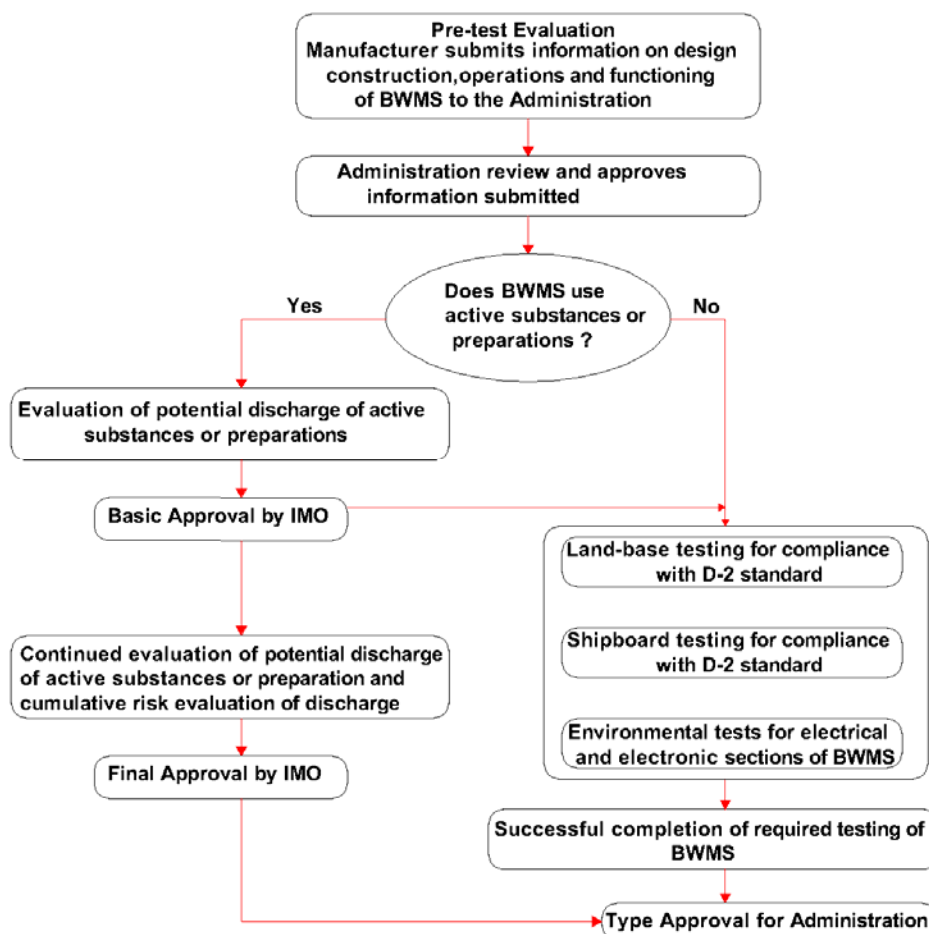 Pre-test Evaluation
Manufacturer submits information on design
construction,operations and functioning
of BWMS to the Administration
Administration review and approves
information submitted
Does BWMS use
active substances or
preparations ?
Yes
No
Evaluation of potential discharge of active
substances or preparations
Basic Approval by IMO
Land-base testing for compliance
with D-2 standard
Shipboard testing for compliance
with D-2 standard
Continued evaluation of potential discharge
of active substances or preparation and
cumulative risk evaluation of discharge
Environmental tests for electrical
and electronic sections of BWMS
Final Approval by IMO
Successful completion of required testing of
BWMS
Type Approval for Administration